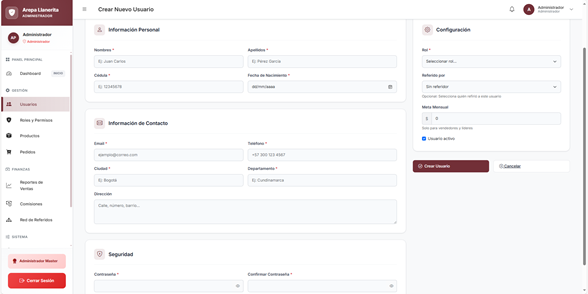 Arepa Llanerita
ADMINISTRADOR
Crear Nuevo Usuario
AP
Administrador
Administrador
A
Administrador
Administrador
PANEL PRINCIPAL
Dashboard
INICIO
GESTIÓN
Usuarios
Roles y Permisos
Productos
Pedidos
FINANZAS
Reportes de
Ventas
Comisiones
Red de Referidos
SISTEMA
Administrador Master
Cerrar Sesión
Información Personal
Nombres *
Apellidos *
Ej: Juan Carlos
Ej: Pérez García
Cédula *
Fecha de Nacimiento *
Ej: 12345678
dd/mm/aaaa
Información de Contacto
Email *
Teléfono *
ejemplo@correo.com
+57 300 123 4567
Ciudad *
Departamento *
Ej: Bogotá
Ej: Cundinamarca
Dirección
Calle, número, barrio...
Seguridad
Contraseña *
Confirmar Contraseña *
Configuración
Rol *
Seleccionar rol...
Referido por
Sin referidor
Opcional: Selecciona quién refirió a este usuario
Meta Mensual
$ 0
Solo para vendedores y líderes
Usuario activo
Crear Usuario
Cancelar